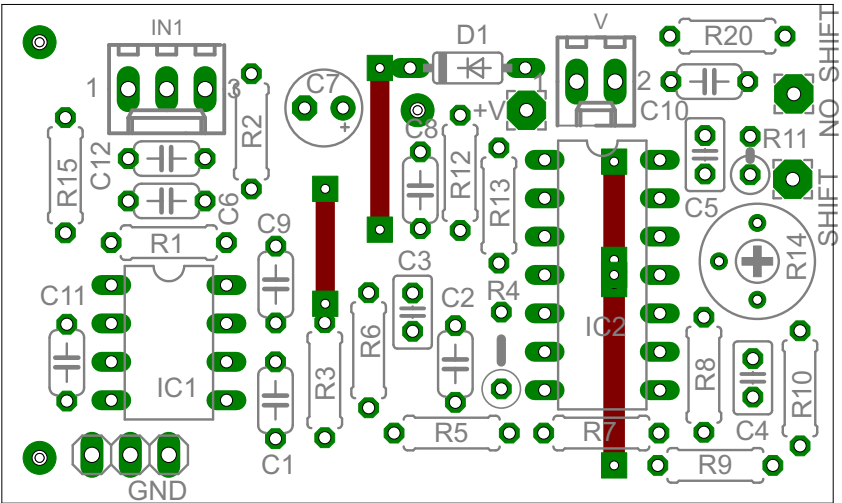 IN1
D1
V
R20
NO SHIFT
1
3
C7
+
1
2
C10
+V
R2
C8
R11
C12
R15
R12
R13
C5
C6
SHIFT
R1
C9
R14
C11
C3
C2
R4
R6
IC2
IC1
R3
R8
R10
R5
R7
C4
C1
R9
GND